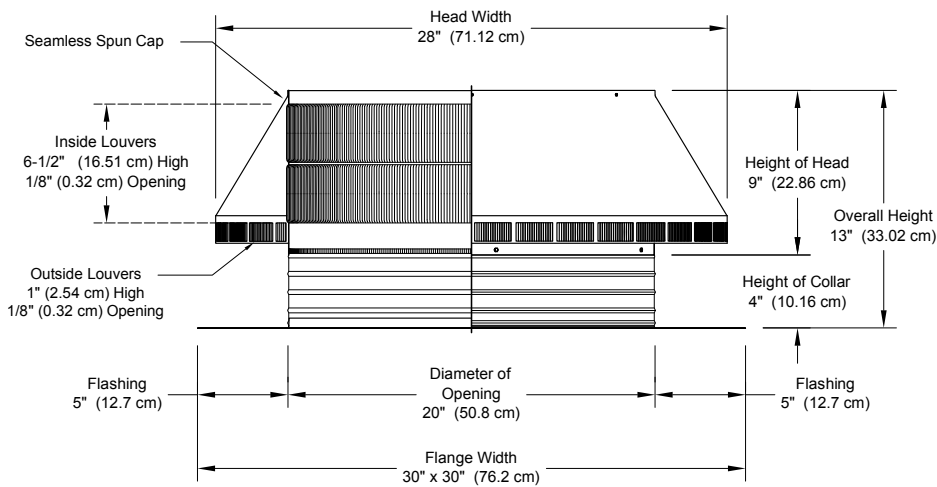 Head Width
28" (71.12 cm)
Seamless Spun Cap
Inside Louvers
6-1/2" (16.51 cm) High
1/8" (0.32 cm) Opening
Height of Head
9" (22.86 cm)
Overall Height
13" (33.02 cm)
Outside Louvers
1" (2.54 cm) High
1/8" (0.32 cm) Opening
Height of Collar
4" (10.16 cm)
Flashing
5" (12.7 cm)
Diameter of
Opening
20" (50.8 cm)
Flashing
5" (12.7 cm)
Flange Width
30" x 30" (76.2 cm)